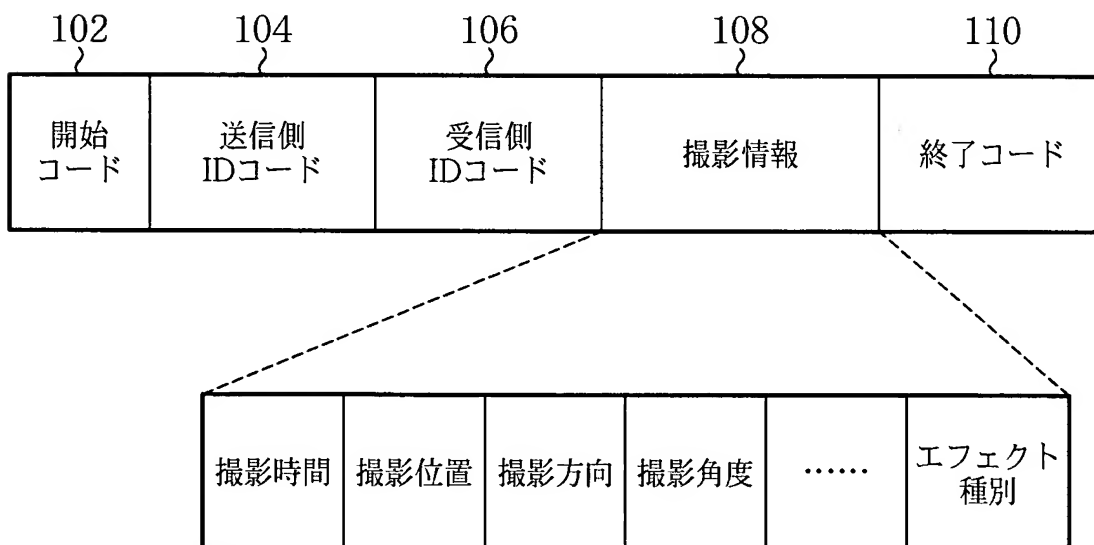 102 104 106 108 110
開始
コード
送信側
IDコード
受信側
IDコード
撮影情報
終了コード
撮影時間
撮影位置
撮影方向
撮影角度
……
エフェクト
種別